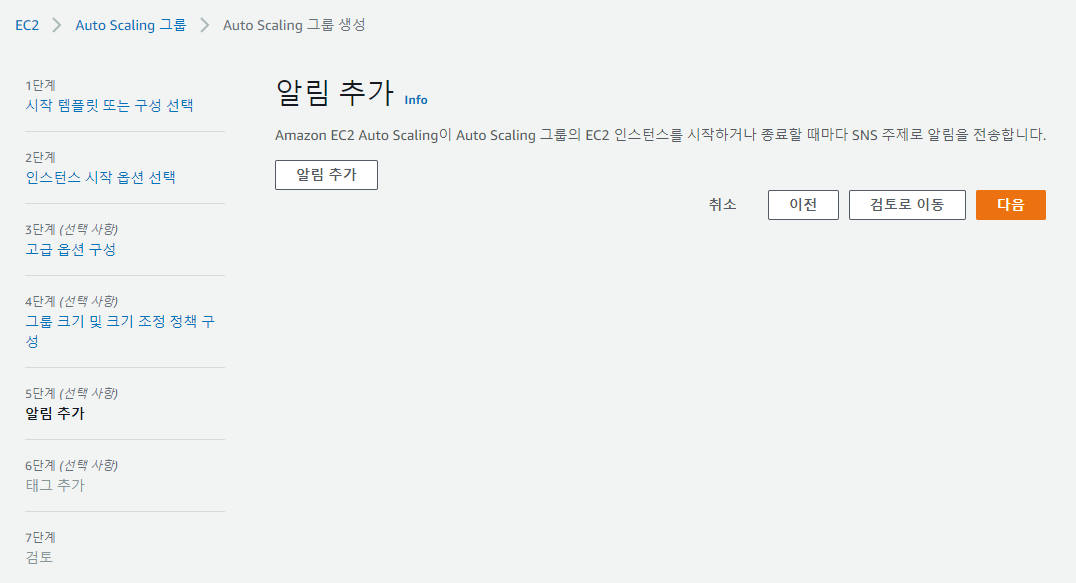 EC2 > Auto Scaling 그룹 > Auto Scaling 그룹 생성
1단계
시작 템플릿 또는 구성 선택
2단계
인스턴스 시작 옵션 선택
3단계 (선택 사항)
고급 옵션 구성
4단계 (선택 사항)
그룹 크기 및 크기 조정 정책 구
성
5단계 (선택 사항)
알림 추가
6단계 (선택 사항)
태그 추가
7단계
검토
알림 추가 Info
Amazon EC2 Auto Scaling이 Auto Scaling 그룹의 EC2 인스턴스를 시작하거나 종료할 때마다 SNS 주제로 알림을 전송합니다.
알림 추가
취소 이전 검토로 이동 다음